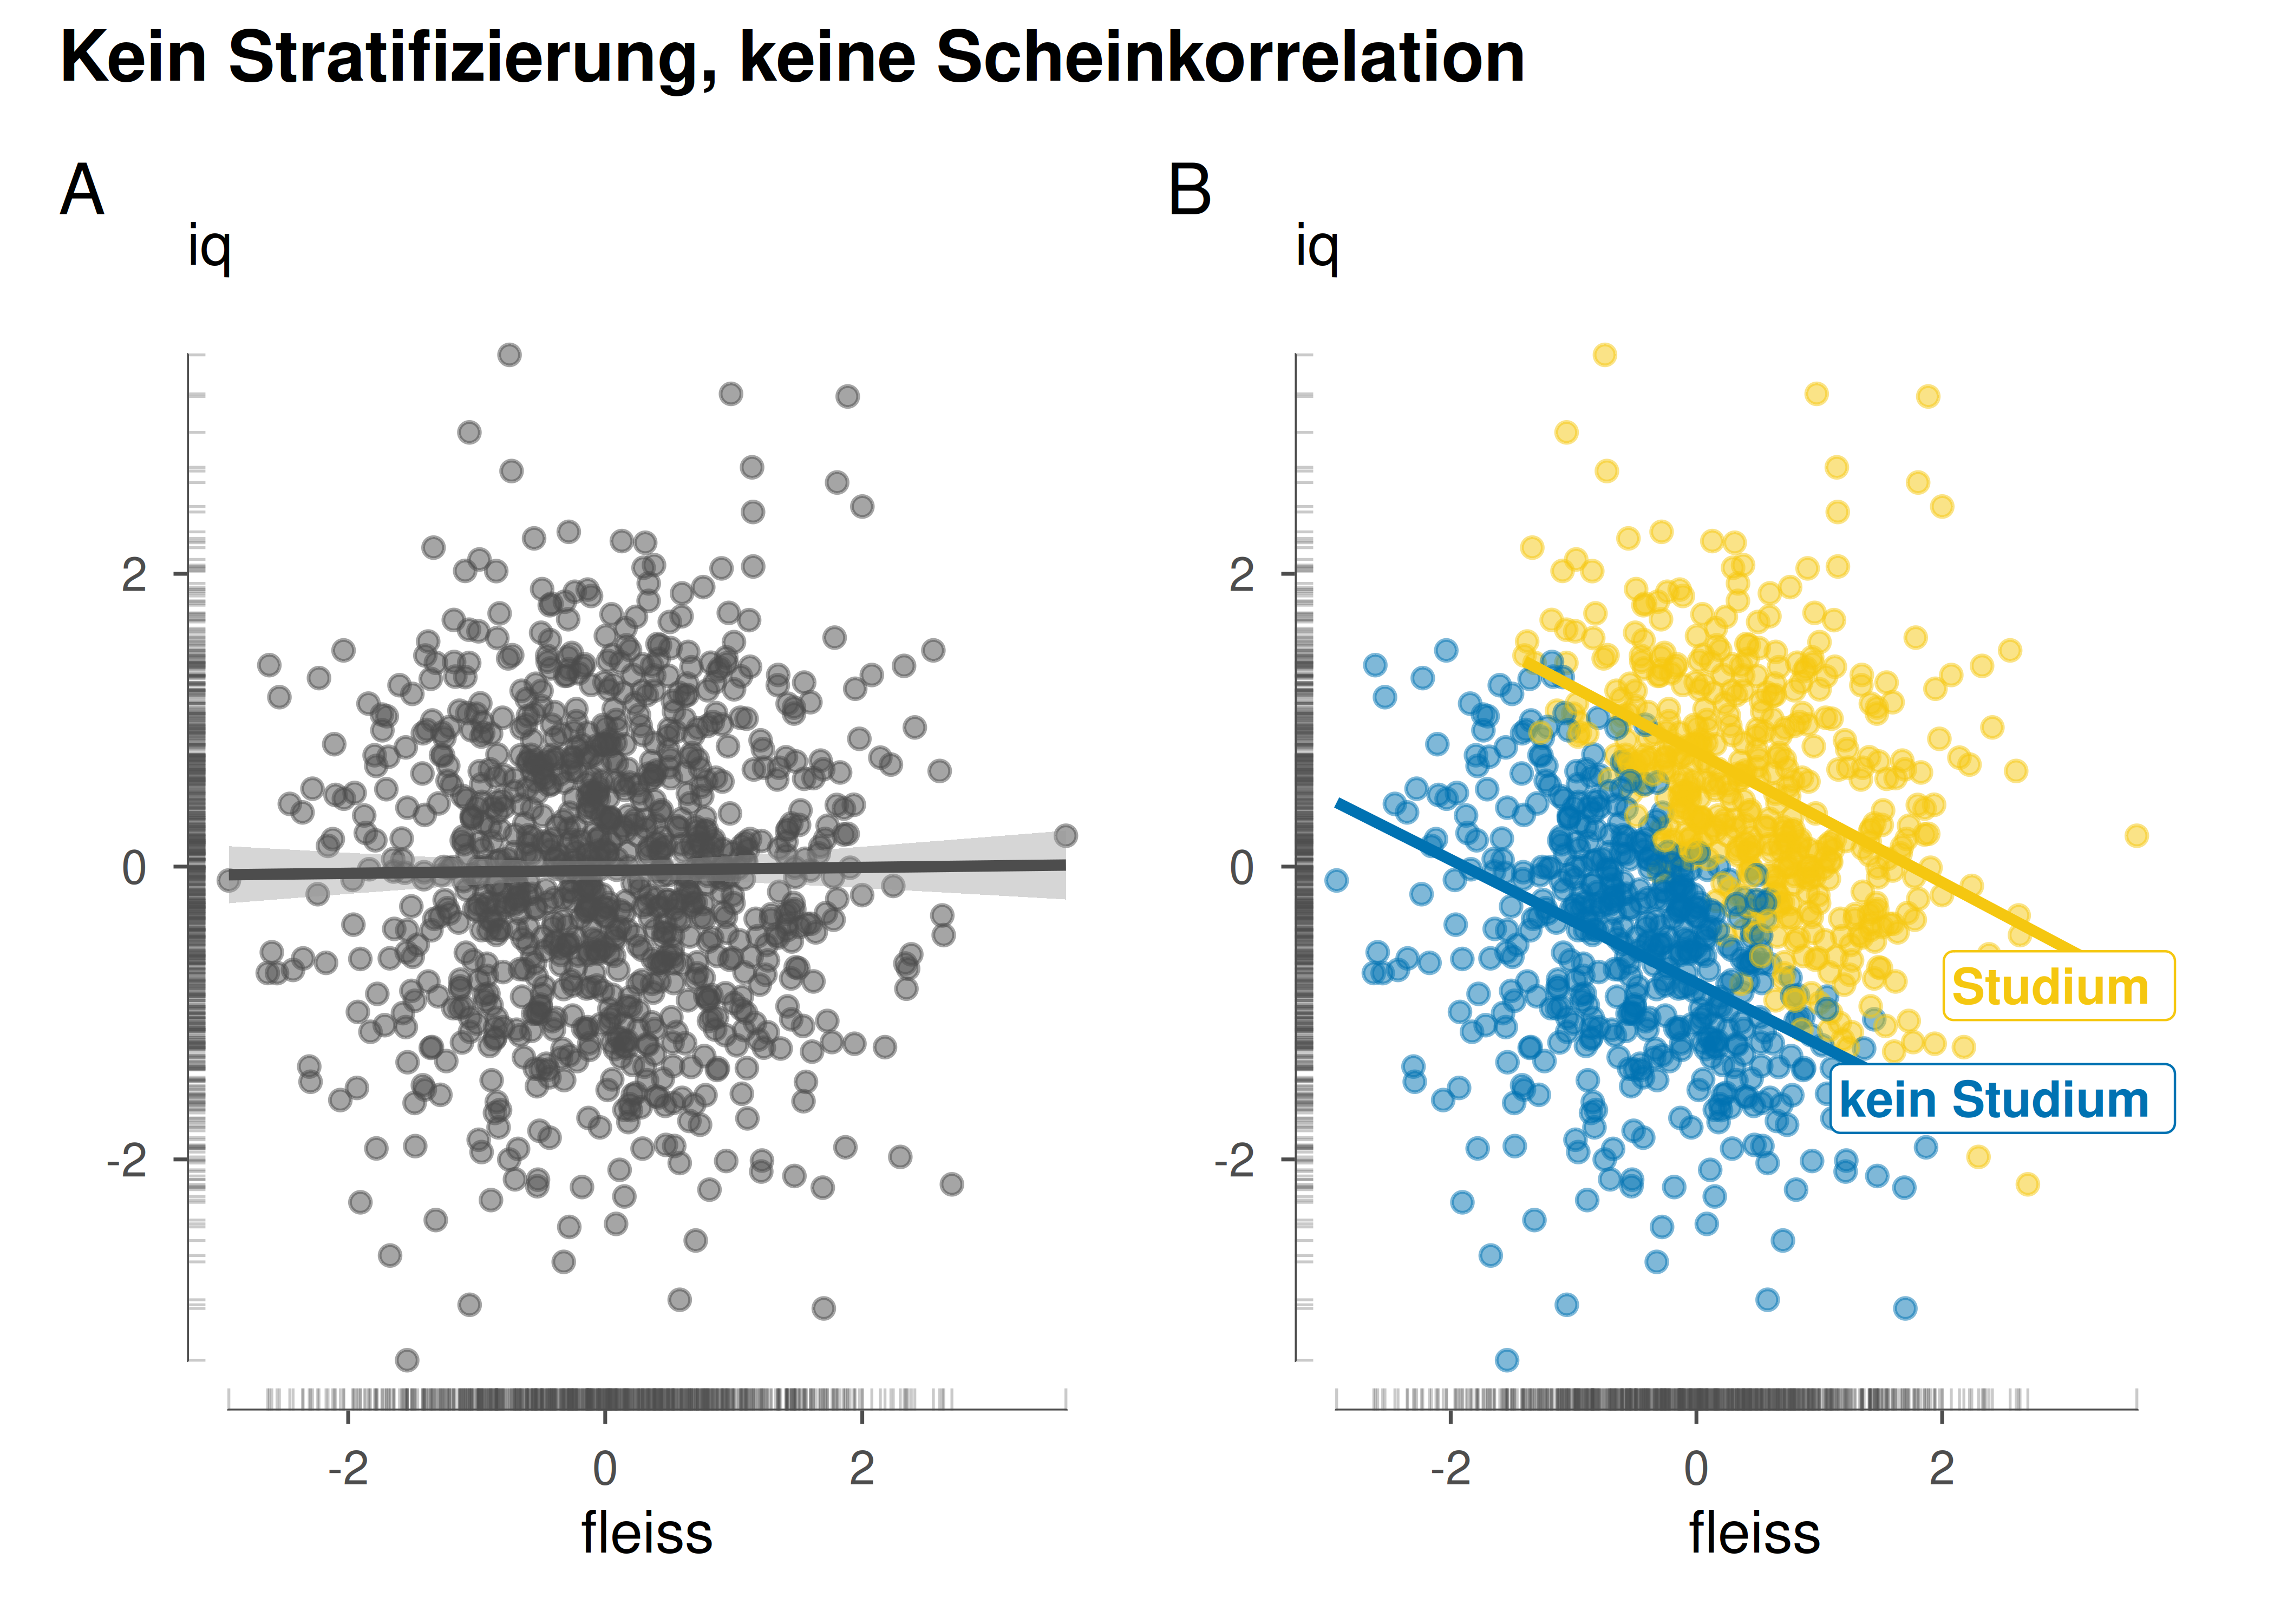 Kein Stratifizierung, keine Scheinkorrelation
A
iq
2
0
-2
-2 0 2
fleiss
B
iq
2
0
-2
Studium
kein Studium
-2 0 2
fleiss